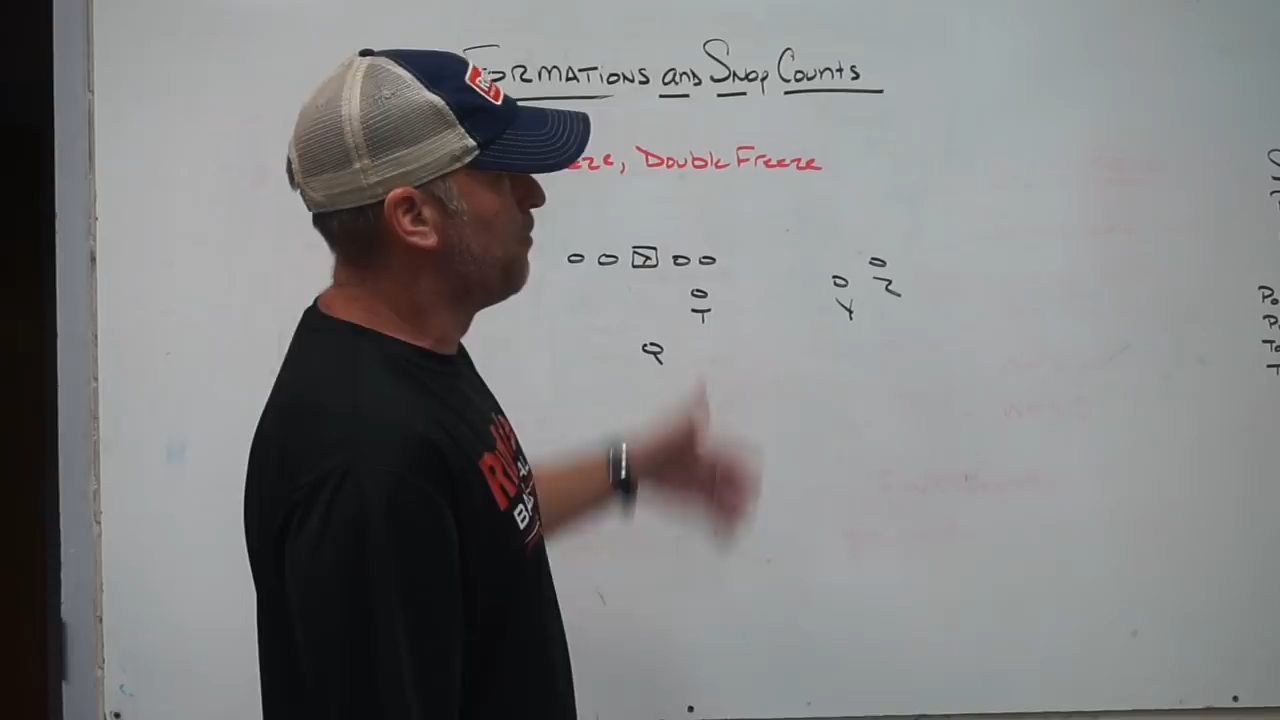 FORMATIONS and Snap Counts
eze, Double Freeze
O O X O O O
O O
T Y Z
Q